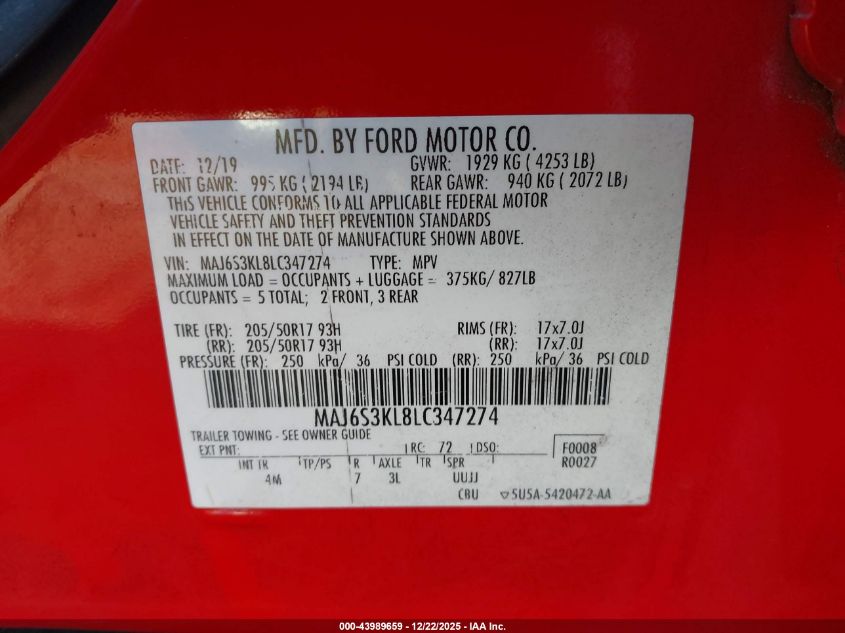 MFD. BY FORD MOTOR CO.
DATE: 12/19 GVWR: 1929 KG ( 4253 LB)
FRONT GAWR: 995 KG ( 2194 LB) REAR GAWR: 940 KG ( 2072 LB)
THIS VEHICLE CONFORMS TO ALL APPLICABLE FEDERAL MOTOR
VEHICLE SAFETY AND THEFT PREVENTION STANDARDS
IN EFFECT ON THE DATE OF MANUFACTURE SHOWN ABOVE.
VIN: MAJ6S3KL8LC347274 TYPE: MPV
MAXIMUM LOAD = OCCUPANTS + LUGGAGE = 375KG/ 827LB
OCCUPANTS = 5 TOTAL; 2 FRONT, 3 REAR
TIRE (FR): 205/50R17 93H RIMS (FR): 17x7.0J
(RR): 205/50R17 93H (RR): 17x7.0J
PRESSURE (FR): 250 kPa/ 36 PSI COLD (RR): 250 kPa/ 36 PSI COLD
MAJ6S3KL8LC347274
TRAILER TOWING - SEE OWNER GUIDE
EXT PNT: RC: 72 DSO: F0008
INT TR TP/PS R AXLE TR SPR R0027
4M 7 3L UUJJ
CBU 5U5A-5420472-AA
000-43989659 - 12/22/2025 - IAA Inc.